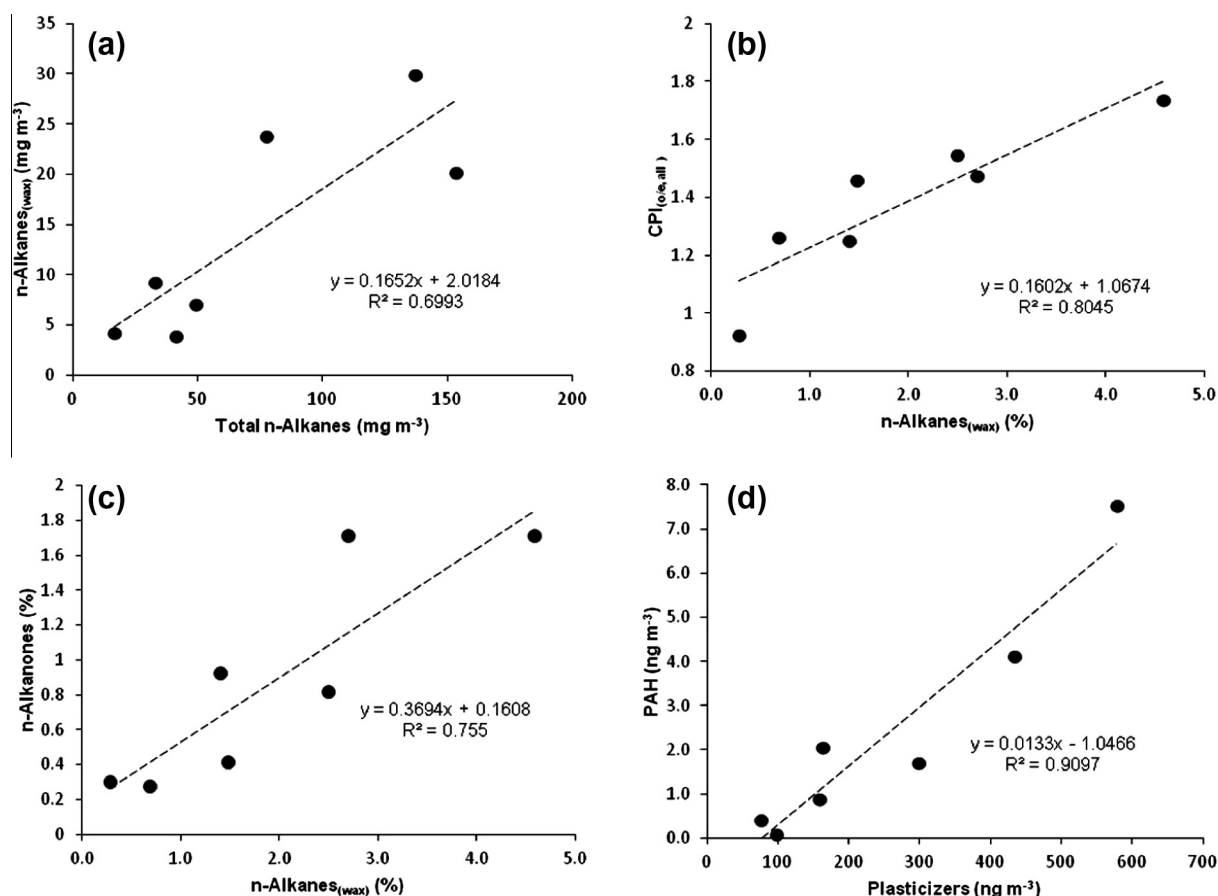 (a)
35
30
25
20
15
10
5
0
n-Alkanes(wax) (mg m-3)
y = 0.1652x + 2.0184
R² = 0.6993
0 50 100 150 200
Total n-Alkanes (mg m-3)
(b)
2
1.8
1.6
1.4
1.2
1
0.8
CPI(o/e,all)
y = 0.1602x + 1.0674
R² = 0.8045
0.0 1.0 2.0 3.0 4.0 5.0
n-Alkanes(wax) (%)
(c)
2
1.8
1.6
1.4
1.2
1
0.8
0.6
0.4
0.2
0
n-Alkanones (%)
y = 0.3694x + 0.1608
R² = 0.755
0.0 1.0 2.0 3.0 4.0 5.0
n-Alkanes(wax) (%)
(d)
8.0
7.0
6.0
5.0
4.0
3.0
2.0
1.0
0.0
PAH (ng m-3)
y = 0.0133x - 1.0466
R² = 0.9097
0 100 200 300 400 500 600 700
Plasticizers (ng m-3)